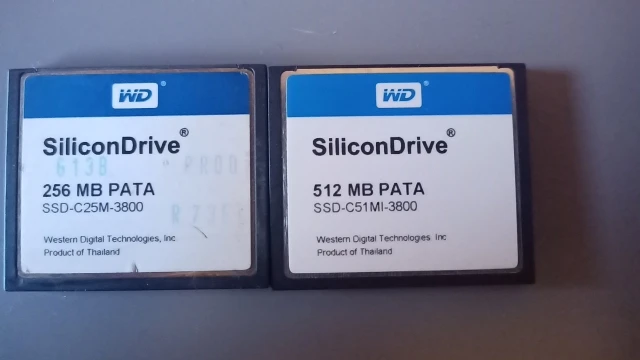 WD®
SiliconDrive®
256 MB PATA
SSD-C25M-3800
Western Digital Technologies, Inc
Product of Thailand
WD®
SiliconDrive®
512 MB PATA
SSD-C51MI-3800
Western Digital Technologies Inc
Product of Thailand